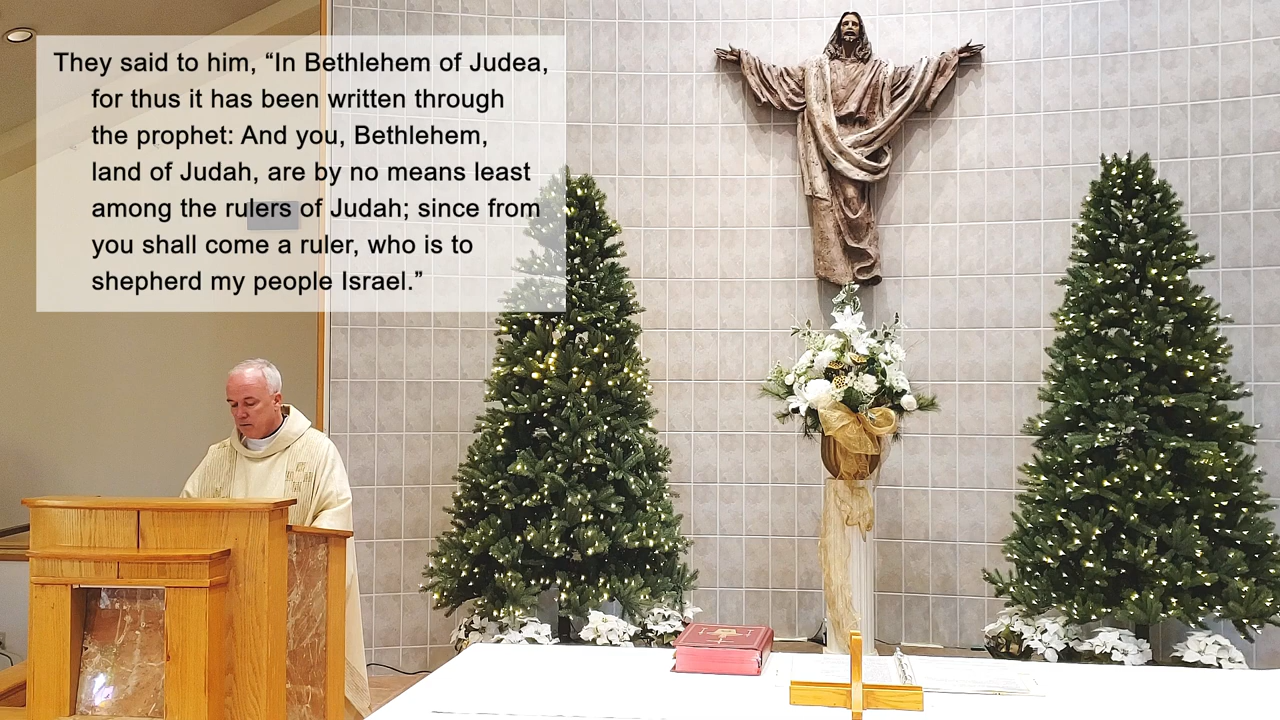 They said to him, “In Bethlehem of Judea,
for thus it has been written through
the prophet: And you, Bethlehem,
land of Judah, are by no means least
among the rulers of Judah; since from
you shall come a ruler, who is to
shepherd my people Israel.”